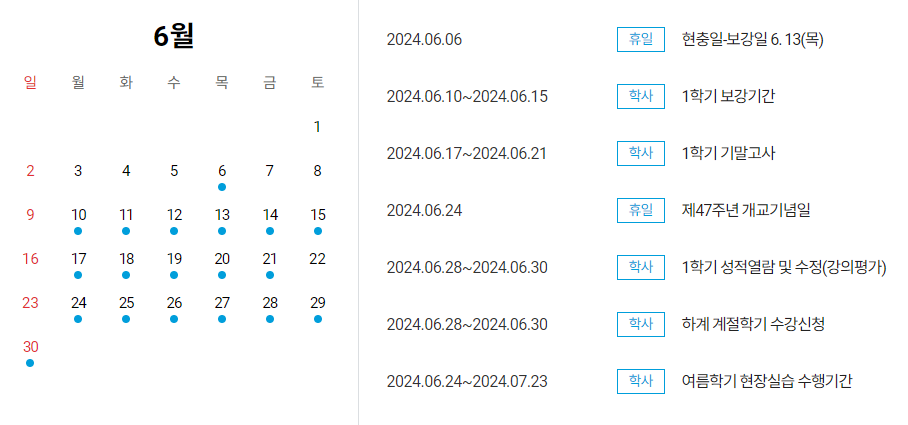 6월
일 월 화 수 목 금 토
1
2 3 4 5 6 7 8
9 10 11 12 13 14 15
16 17 18 19 20 21 22
23 24 25 26 27 28 29
30
2024.06.06 휴일 현충일-보강일 6. 13(목)
2024.06.10~2024.06.15 학사 1학기 보강기간
2024.06.17~2024.06.21 학사 1학기 기말고사
2024.06.24 휴일 제47주년 개교기념일
2024.06.28~2024.06.30 학사 1학기 성적열람 및 수정(강의평가)
2024.06.28~2024.06.30 학사 하계 계절학기 수강신청
2024.06.24~2024.07.23 학사 여름학기 현장실습 수행기간